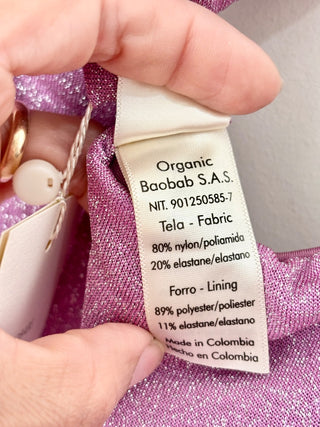 Organic
Baobab S.A.S.
NIT. 901250585-7
Tela - Fabric
80% nylon/poliamida
20% elastane/elastano
Forro - Lining
89% polyester/poliester
11% elastane/elastano
Made in Colombia
Hecho en Colombia